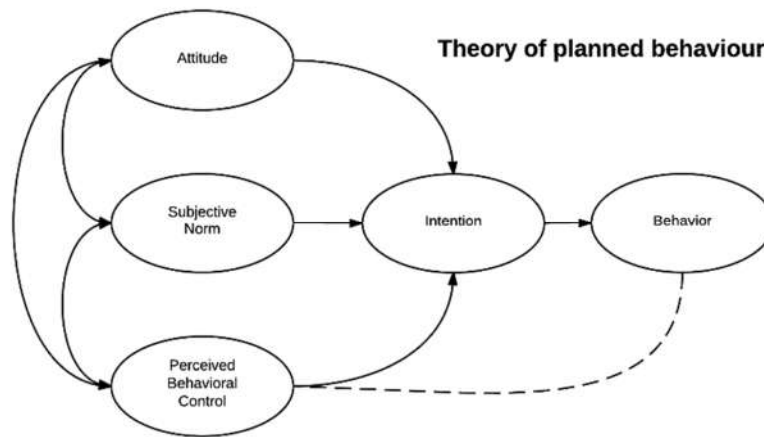 Theory of planned behaviour
Attitude
Subjective
Norm
Intention
Behavior
Perceived
Behavioral
Control